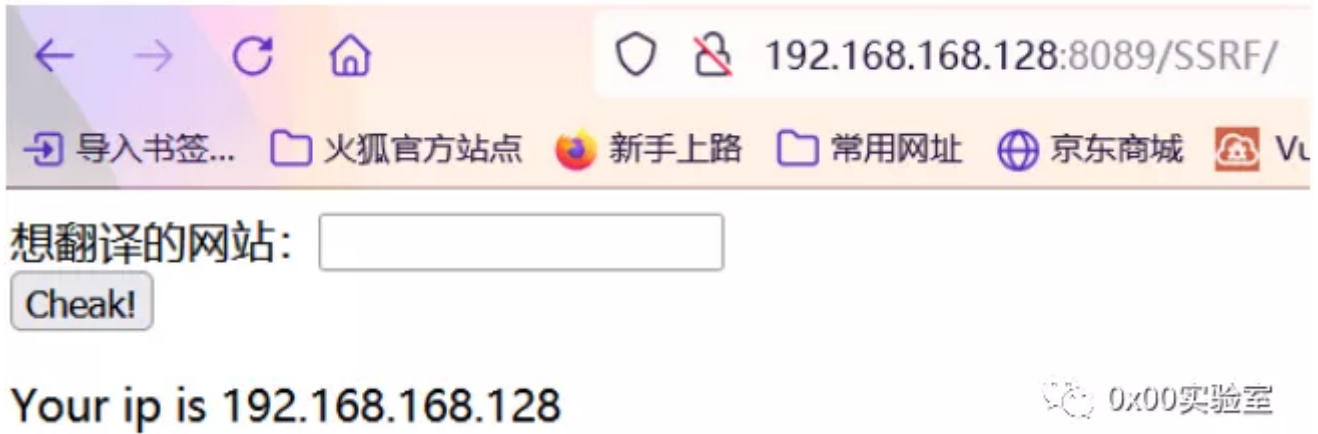 192.168.168.128:8089/SSRF/
导入书签... 火狐官方站点 新手上路 常用网址 京东商城 Vu
想翻译的网站：
Cheak!
Your ip is 192.168.168.128
0x00实验室